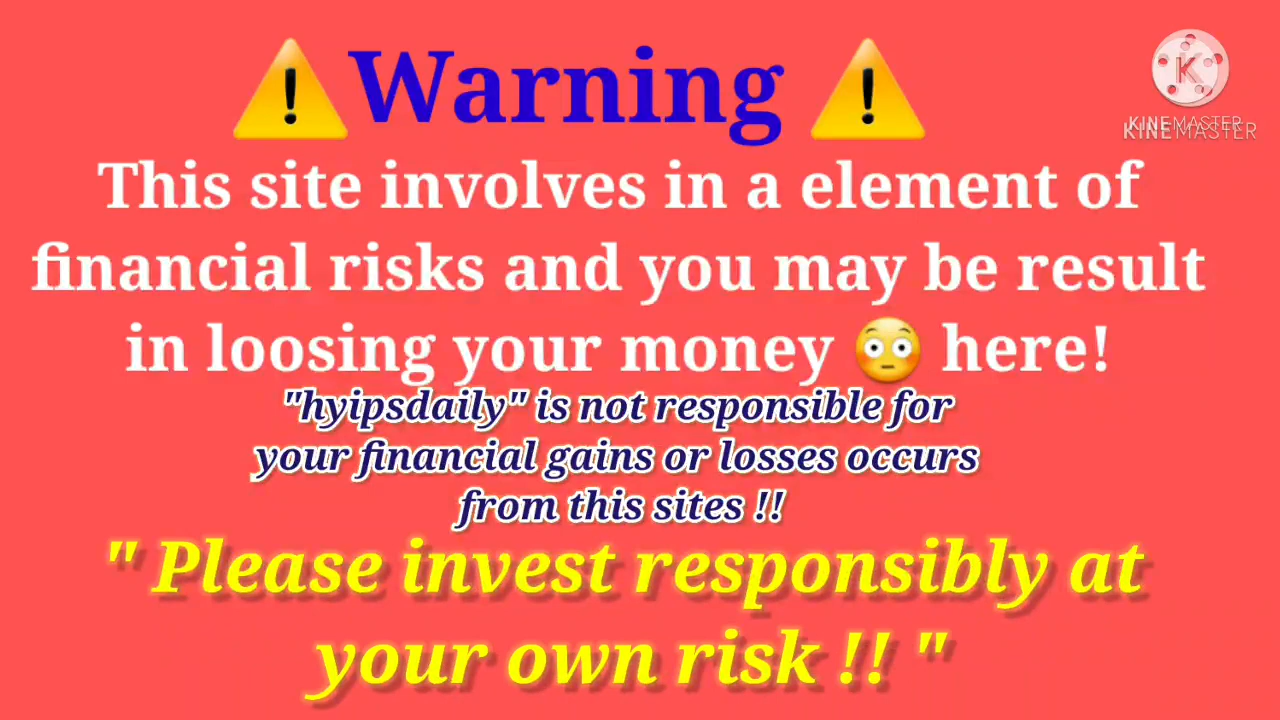 ⚠️Warning ⚠️
This site involves in a element of
financial risks and you may be result
in loosing your money 😳 here!
"hyipsdaily" is not responsible for
your financial gains or losses occurs
from this sites !!
" Please invest responsibly at
your own risk !! "
K
KINEMASTER
KINEMASTER